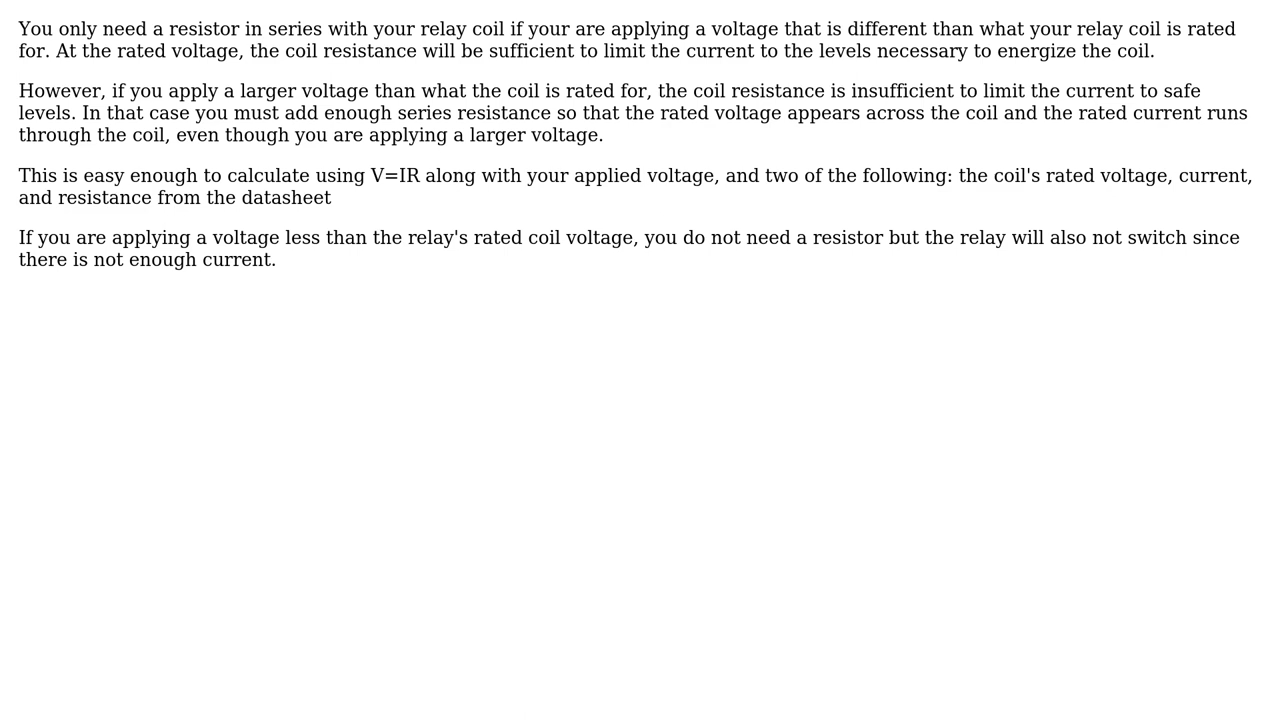 You only need a resistor in series with your relay coil if your are applying a voltage that is different than what your relay coil is rated
for. At the rated voltage, the coil resistance will be sufficient to limit the current to the levels necessary to energize the coil.
However, if you apply a larger voltage than what the coil is rated for, the coil resistance is insufficient to limit the current to safe
levels. In that case you must add enough series resistance so that the rated voltage appears across the coil and the rated current runs
through the coil, even though you are applying a larger voltage.
This is easy enough to calculate using V=IR along with your applied voltage, and two of the following: the coil's rated voltage, current,
and resistance from the datasheet
If you are applying a voltage less than the relay's rated coil voltage, you do not need a resistor but the relay will also not switch since
there is not enough current.